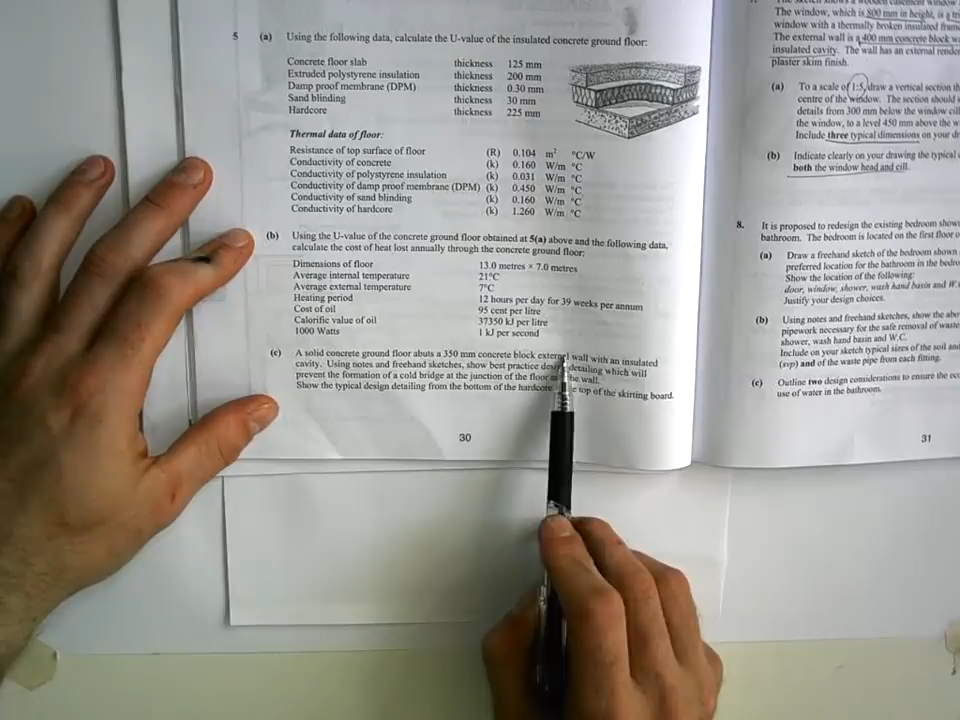 5 (a) Using the following data, calculate the U-value of the insulated concrete ground floor:
Concrete floor slab thickness 125 mm
Extruded polystyrene insulation thickness 200 mm
Damp proof membrane (DPM) thickness 0.30 mm
Sand blinding thickness 30 mm
Hardcore thickness 225 mm
Thermal data of floor:
Resistance of top surface of floor (R) 0.104 m² °C/W
Conductivity of concrete (k) 0.160 W/m °C
Conductivity of polystyrene insulation (k) 0.031 W/m °C
Conductivity of damp proof membrane (DPM) (k) 0.450 W/m °C
Conductivity of sand blinding (k) 0.160 W/m °C
Conductivity of hardcore (k) 1.260 W/m °C
(b) Using the U-value of the concrete ground floor obtained at 5(a) above and the following data,
calculate the cost of heat lost annually through the concrete ground floor:
Dimensions of floor 13.0 metres × 7.0 metres
Average internal temperature 21°C
Average external temperature 7°C
Heating period 12 hours per day for 39 weeks per annum
Cost of oil 95 cent per litre
Calorific value of oil 37350 kJ per litre
1000 Watts 1 kJ per second
(c) A solid concrete ground floor abuts a 350 mm concrete block external wall with an insulated
cavity. Using notes and freehand sketches, show best practice detailing which will
prevent the formation of a cold bridge at the junction of the floor the wall.
Show the typical design detailing from the bottom of the hardcore top of the skirting board.
30
The window, which is 800 mm in height, is a
window with a thermally broken insulated
The external wall is a 400 mm concrete block
insulated cavity. The wall has an external
plaster skim finish.
(a) To a scale of 1:5, draw a vertical section
centre of the window. The section should
details from 300 mm below the window
the window, to a level 450 mm above the
Include three typical dimensions on your
(b) Indicate clearly on your drawing the typical
both the window head and cill.
8. It is proposed to redesign the existing bedroom
bathroom. The bedroom is located on the first floor
(a) Draw a freehand sketch of the bedroom shown
preferred location for the bathroom in the
Show the location of the following:
door, window, shower, wash hand basin and
Justify your design choices.
(b) Using notes and freehand sketches, show the
pipework necessary for the safe removal of
shower, wash hand basin and W.C.
Include on your sketch typical sizes of the soil and
(svp) and of the waste pipe from each fitting.
(c) Outline two design considerations to ensure the
use of water in the bathroom.
31